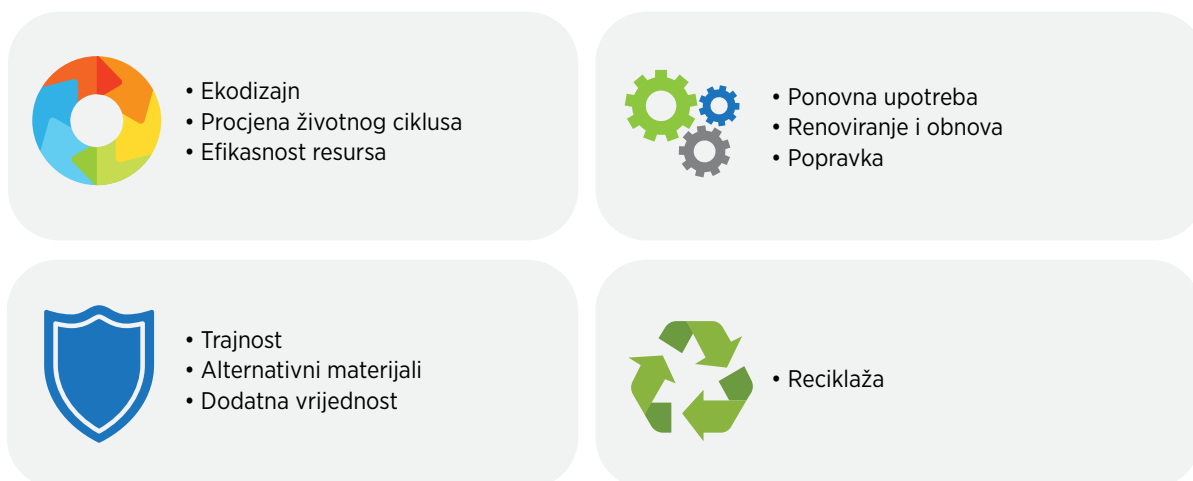 • Ekodizajn
• Procjena životnog ciklusa
• Efikasnost resursa
• Ponovna upotreba
• Renoviranje i obnova
• Popravka
• Trajnost
• Alternativni materijali
• Dodatna vrijednost
• Reciklaža